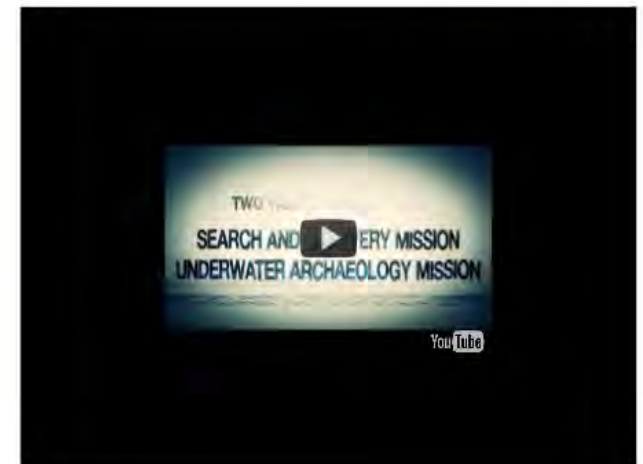 TWO
SEARCH AND ERY MISSION
UNDERWATER ARCHAEOLOGY MISSION
YouTube